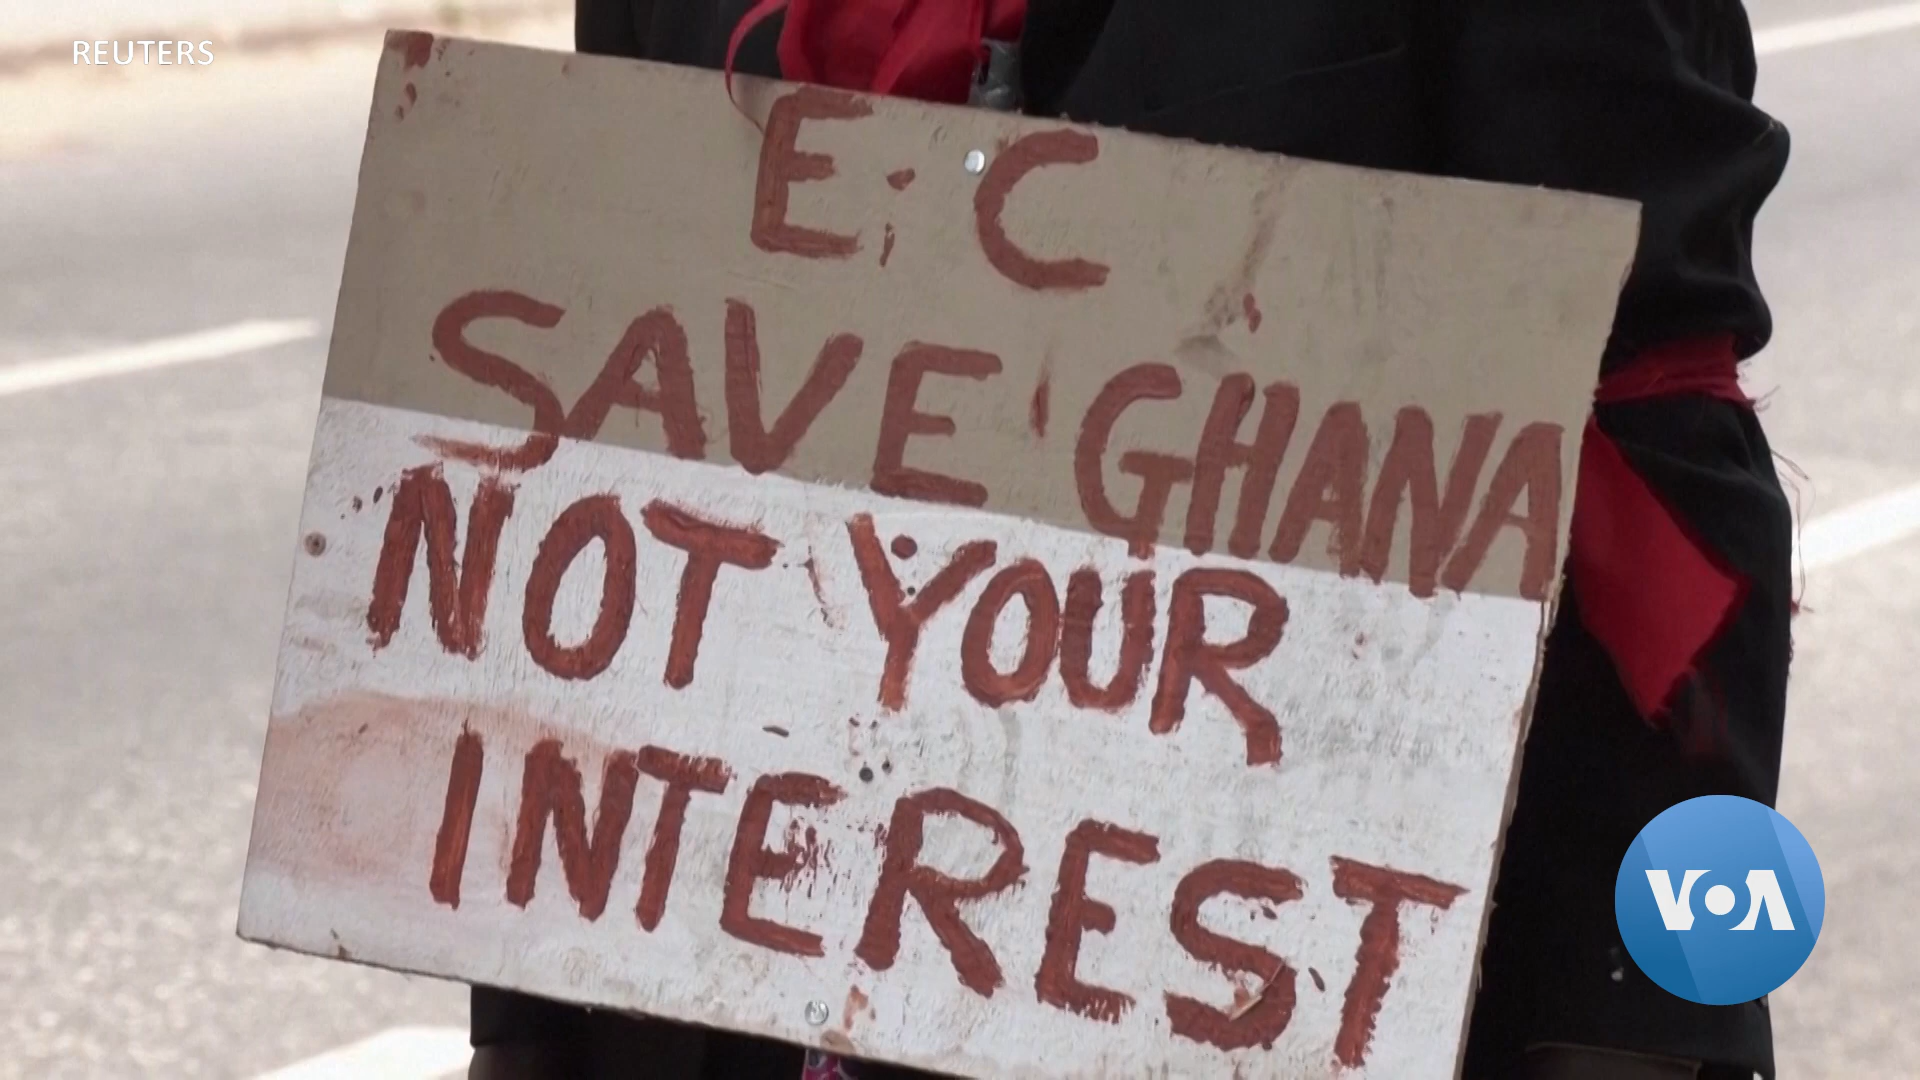 REUTERS
E; C
SAVE GHANA
NOT YOUR
INTEREST
VOA